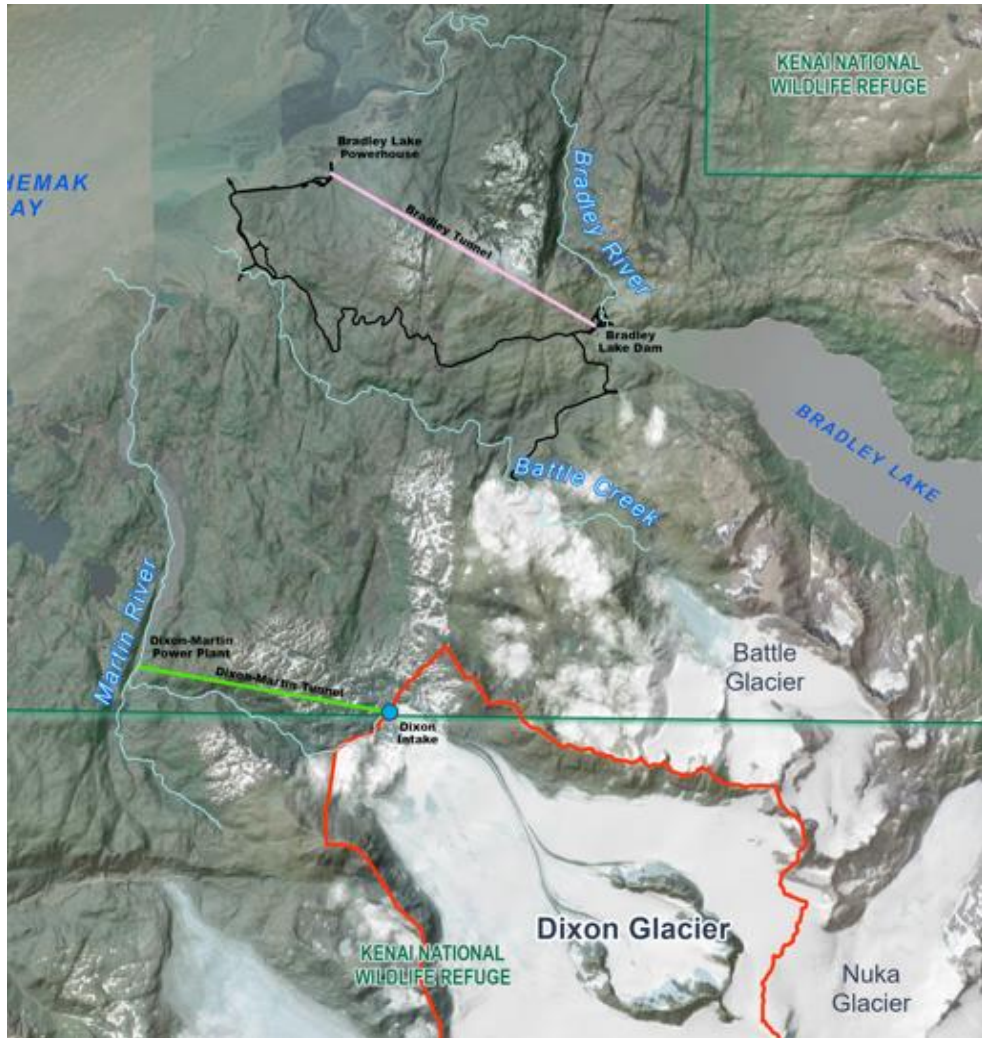 KENAI NATIONAL
WILDLIFE REFUGE
Bradley Lake
Powerhouse
HEMAK
AY
Bradley River
Bradley Tunnel
Bradley
Lake Dam
BRADLEY LAKE
Battle Creek
Martin River
Dixon-Martin
Power Plant
Dixon-Martin Tunnel
Battle
Glacier
Dixon
Intake
Dixon Glacier
KENAI NATIONAL
WILDLIFE REFUGE
Nuka
Glacier